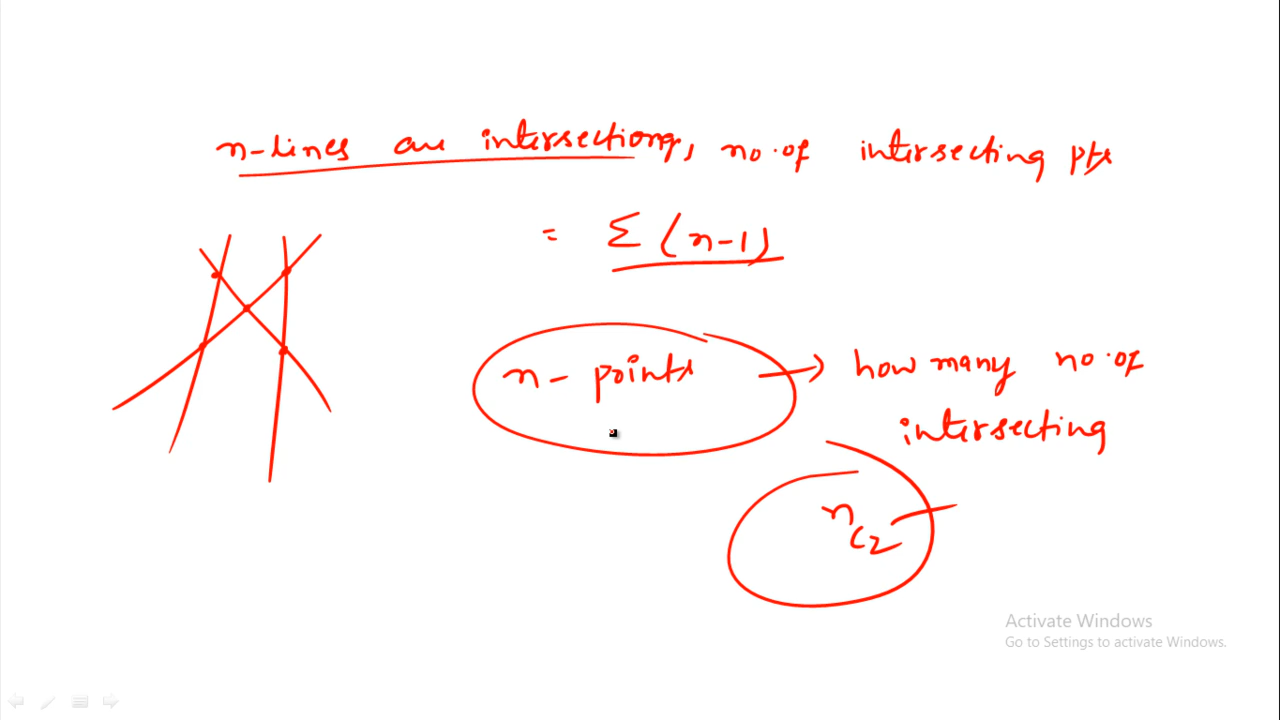 n-lines are intersectiong, no.of intersecting pts
= Σ (n-1)
n - points → how many no.of
intersecting
nC2
Activate Windows
Go to Settings to activate Windows.